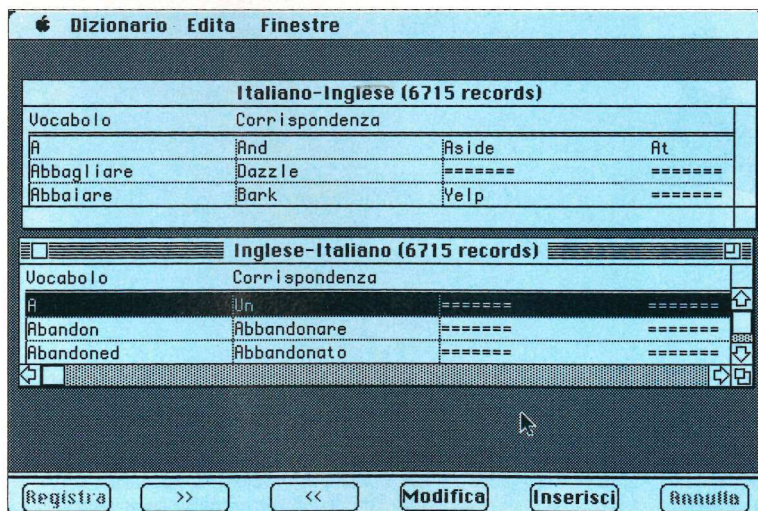 Dizionario Edita Finestre
Italiano-Inglese (6715 records)
Vocabolo Corrispondenza
A And Aside At
Abbagliare Dazzle ======= =======
Abbaiare Bark Yelp =======
Inglese-Italiano (6715 records)
Vocabolo Corrispondenza
A Un ======= =======
Abandon Abbandonare ======= =======
Abandoned Abbandonato ======= =======
Registra >> << Modifica Inserisci Annulla